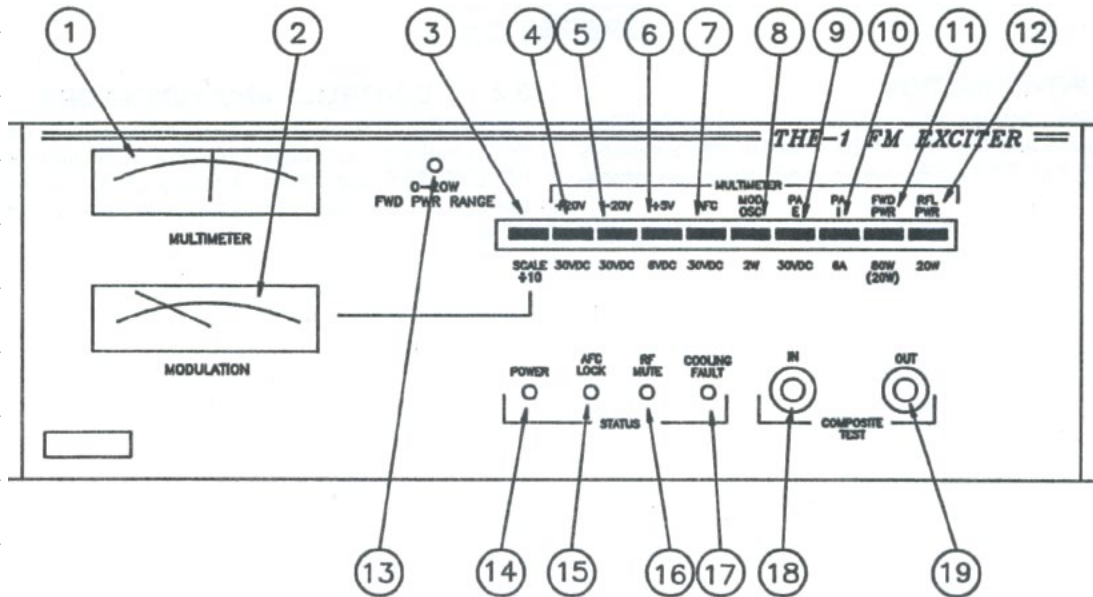 1 2 3 4 5 6 7 8 9 10 11 12
THE-1 FM EXCITER
0-20W
FWD PWR RANGE
MULTIMETER
+20V -20V +5V AFC MOD OSC PA E PA I FWD PWR RFL PWR
MULTIMETER
SCALE ÷10 30VDC 30VDC 6VDC 30VDC 2W 30VDC 6A 80W (20W) 20W
MODULATION
POWER AFC LOCK RF MUTE COOLING FAULT
STATUS
IN OUT
COMPOSITE
TEST
13 14 15 16 17 18 19